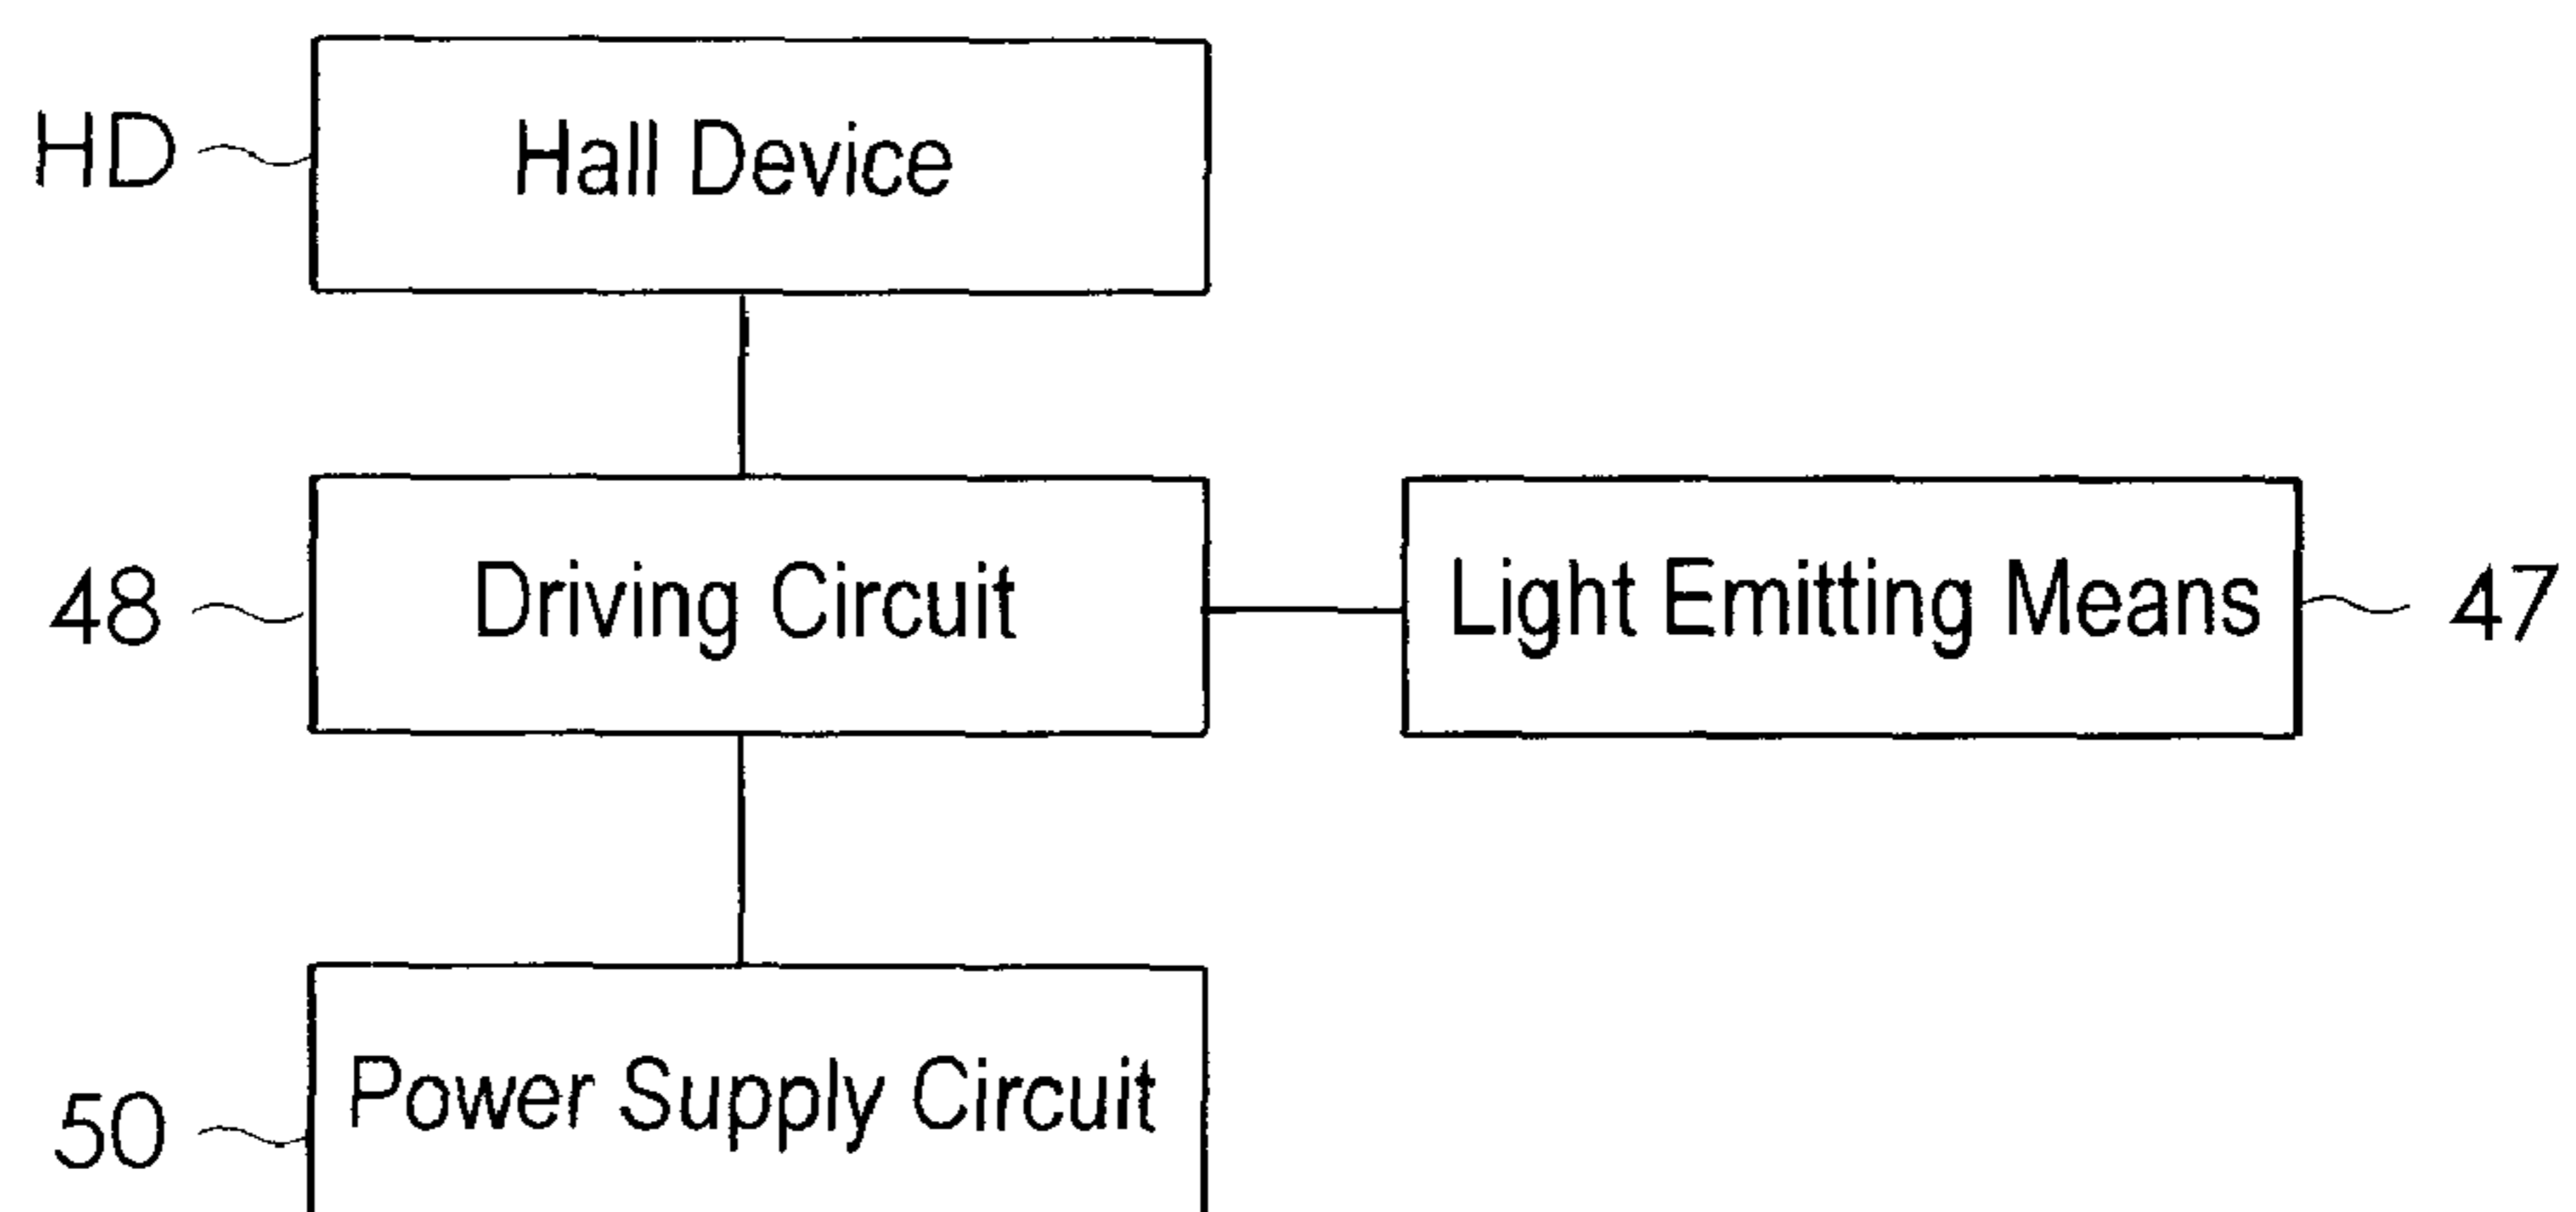 HD
Hall Device
48
Driving Circuit
Light Emitting Means
47
50
Power Supply Circuit